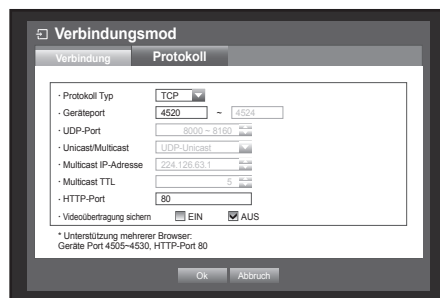 Verbindungsmod
Verbindung Protokoll
· Protokoll Typ TCP
· Geräteport 4520 ~ 4524
· UDP-Port 8000 ~ 8160
· Unicast/Multicast UDP-Unicast
· Multicast IP-Adresse 224.126.63.1
· Multicast TTL 5
· HTTP-Port 80
· Videoübertragung sichern EIN AUS
* Unterstützung mehrerer Browser:
Geräte Port 4505~4530, HTTP-Port 80
Ok Abbruch